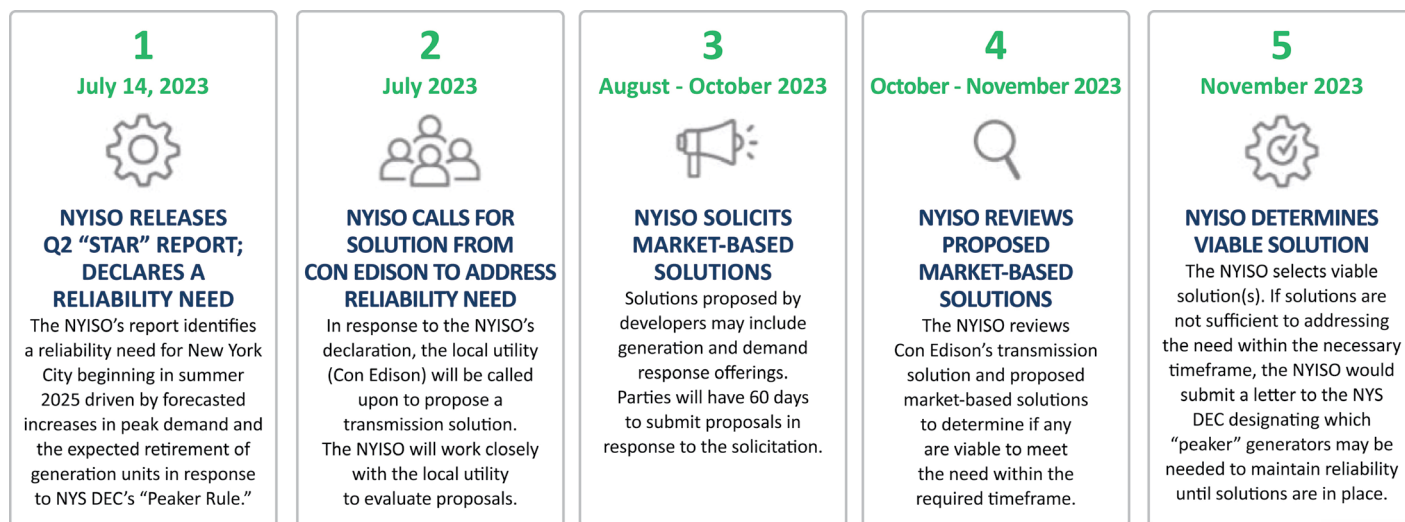 1
July 14, 2023
NYISO RELEASES
Q2 “STAR” REPORT;
DECLARES A
RELIABILITY NEED
The NYISO’s report identifies
a reliability need for New York
City beginning in summer
2025 driven by forecasted
increases in peak demand and
the expected retirement of
generation units in response
to NYS DEC’s “Peaker Rule.”
2
July 2023
NYISO CALLS FOR
SOLUTION FROM
CON EDISON TO ADDRESS
RELIABILITY NEED
In response to the NYISO’s
declaration, the local utility
(Con Edison) will be called
upon to propose a
transmission solution.
The NYISO will work closely
with the local utility
to evaluate proposals.
3
August - October 2023
NYISO SOLICITS
MARKET-BASED
SOLUTIONS
Solutions proposed by
developers may include
generation and demand
response offerings.
Parties will have 60 days
to submit proposals in
response to the solicitation.
4
October - November 2023
NYISO REVIEWS
PROPOSED
MARKET-BASED
SOLUTIONS
The NYISO reviews
Con Edison’s transmission
solution and proposed
market-based solutions
to determine if any
are viable to meet
the need within the
required timeframe.
5
November 2023
NYISO DETERMINES
VIABLE SOLUTION
The NYISO selects viable
solution(s). If solutions are
not sufficient to addressing
the need within the necessary
timeframe, the NYISO would
submit a letter to the NYS
DEC designating which
“peaker” generators may be
needed to maintain reliability
until solutions are in place.